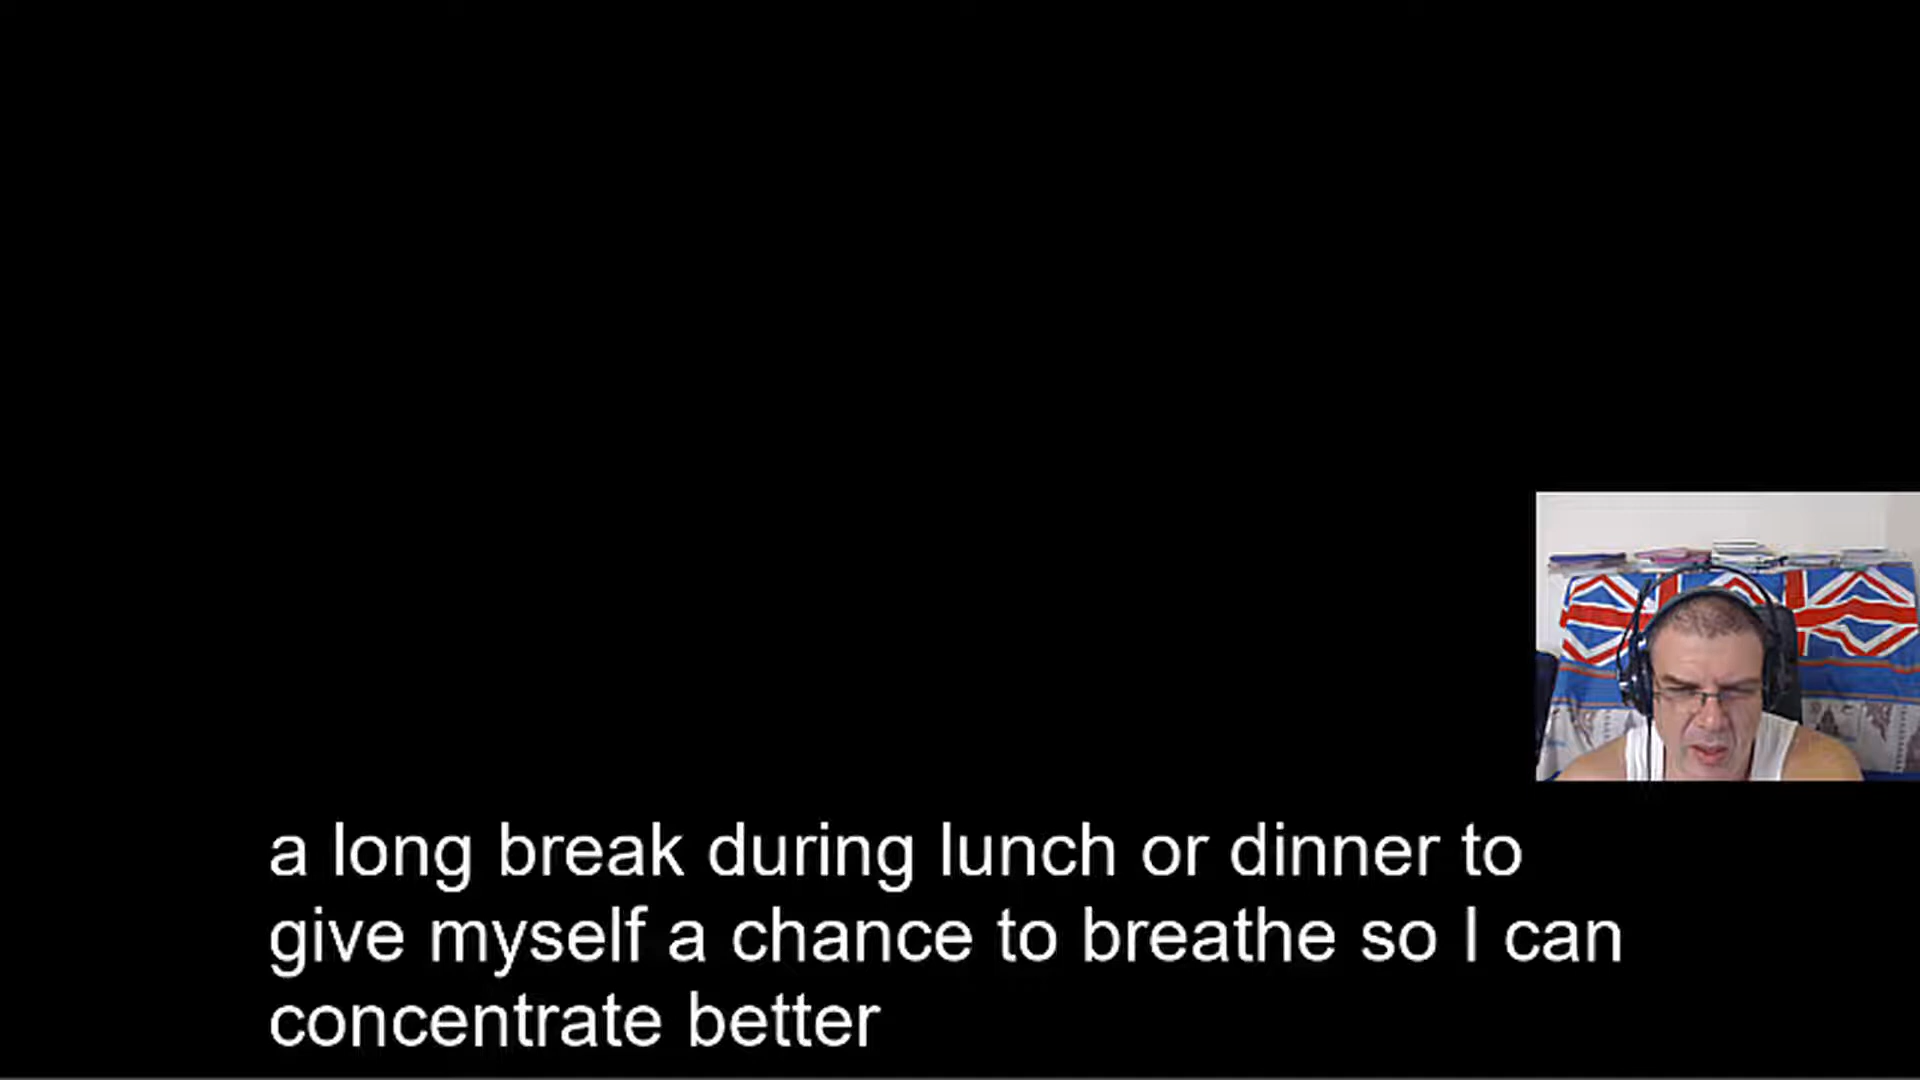 a long break during lunch or dinner to
give myself a chance to breathe so I can
concentrate better